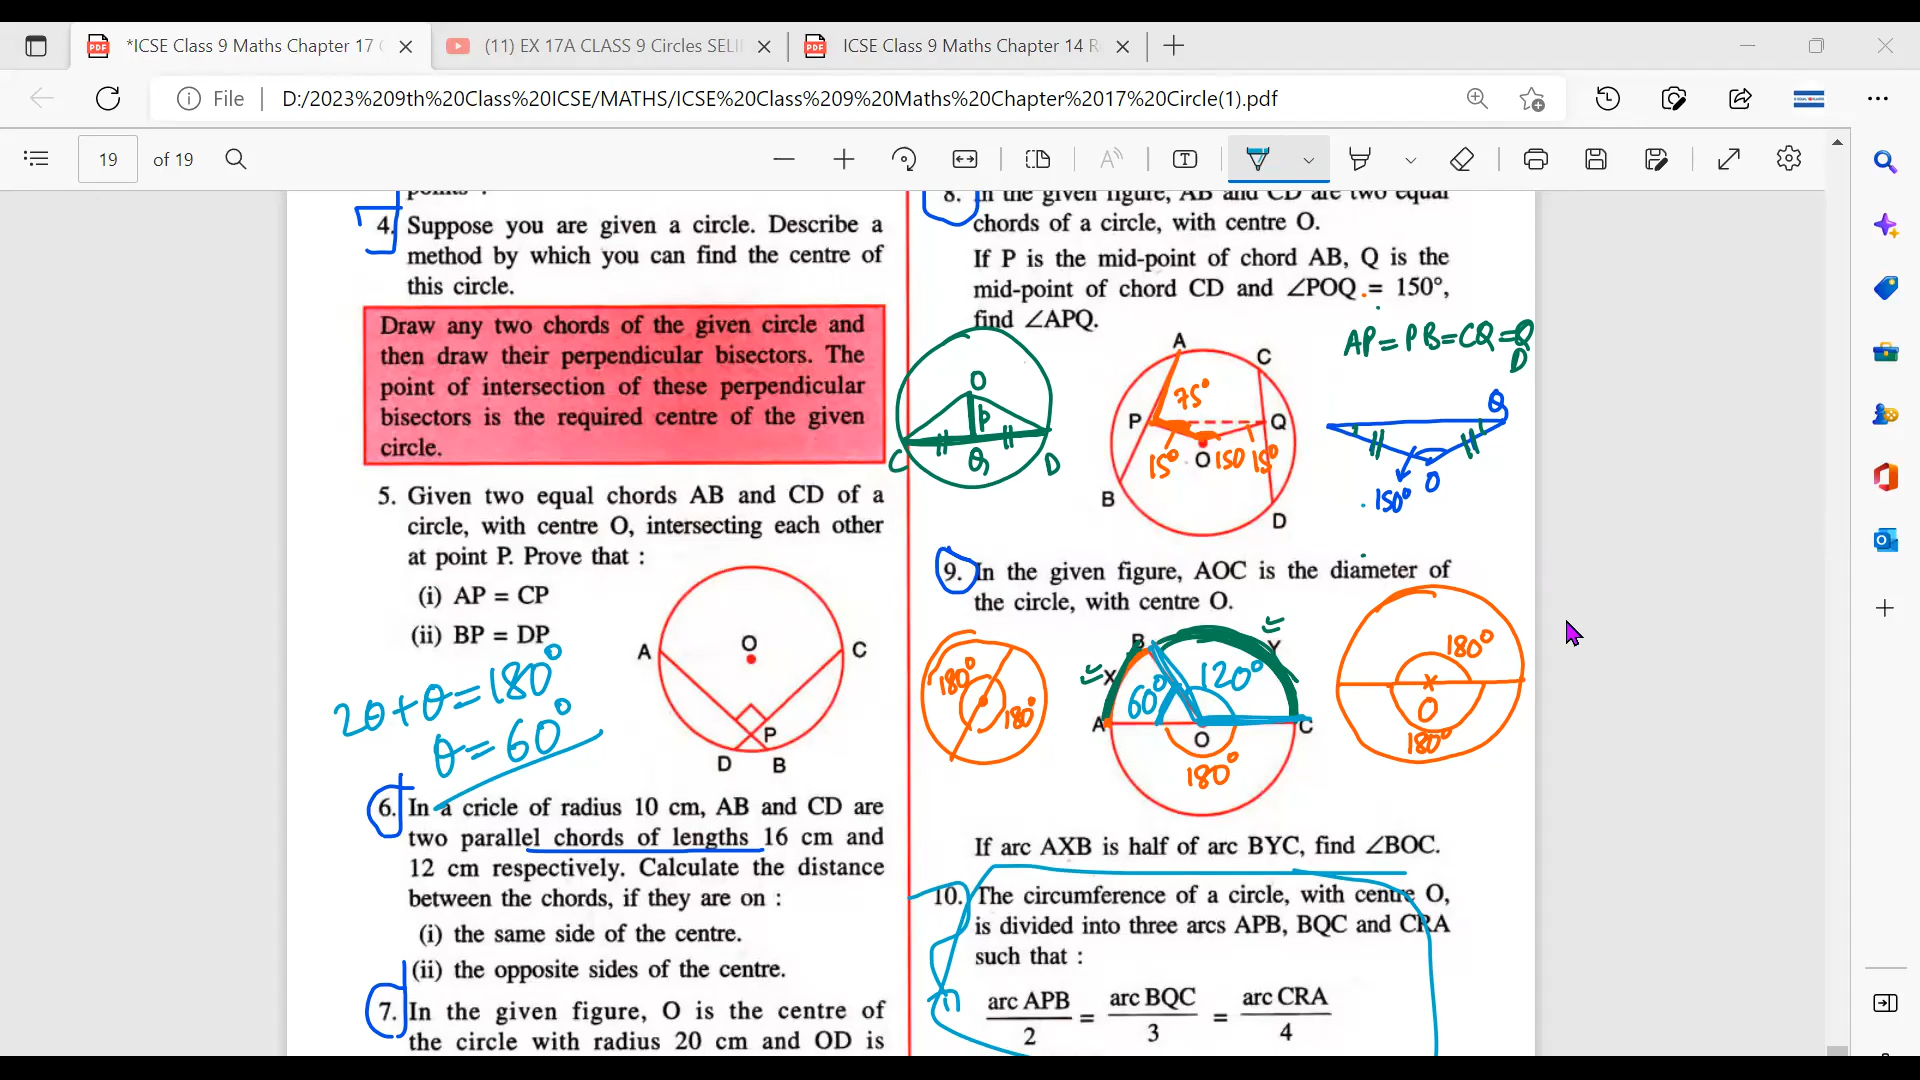 *ICSE Class 9 Maths Chapter 17
(11) EX 17A CLASS 9 Circles SELI
ICSE Class 9 Maths Chapter 14 R
File
D:/2023%209th%20Class%20ICSE/MATHS/ICSE%20Class%209%20Maths%20Chapter%2017%20Circle(1).pdf
19 of 19
4. Suppose you are given a circle. Describe a
method by which you can find the centre of
this circle.
Draw any two chords of the given circle and
then draw their perpendicular bisectors. The
point of intersection of these perpendicular
bisectors is the required centre of the given
circle.
5. Given two equal chords AB and CD of a
circle, with centre O, intersecting each other
at point P. Prove that :
(i) AP = CP
(ii) BP = DP
A
O
C
P
D
B
2θ+θ=180°
θ=60°
6. In a cricle of radius 10 cm, AB and CD are
two parallel chords of lengths 16 cm and
12 cm respectively. Calculate the distance
between the chords, if they are on :
(i) the same side of the centre.
(ii) the opposite sides of the centre.
7. In the given figure, O is the centre of
the circle with radius 20 cm and OD is
8. In the given figure, AB and CD are two equal
chords of a circle, with centre O.
If P is the mid-point of chord AB, Q is the
mid-point of chord CD and ∠POQ = 150°,
find ∠APQ.
AP=PB=CQ=Q
D
O
P
C
Q
D
A
C
75°
P
Q
15°
O
150
15°
B
D
Q
150°
O
9. In the given figure, AOC is the diameter of
the circle, with centre O.
180°
180°
B
Y
X
60°
120°
A
O
C
180°
180°
O
180°
If arc AXB is half of arc BYC, find ∠BOC.
10. The circumference of a circle, with centre O,
is divided into three arcs APB, BQC and CRA
such that :
arc APB/2 = arc BQC/3 = arc CRA/4